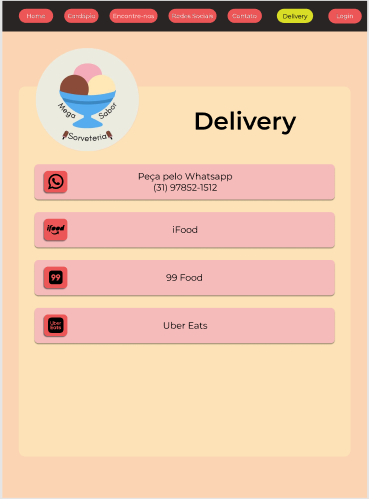 Home Cardápio Encontre-nos Redes Sociais Contato Delivery Login
Mega Sabor
Sorveteria
Delivery
Peça pelo Whatsapp
(31) 97852-1512
ifood
iFood
99
99 Food
Uber
Eats
Uber Eats